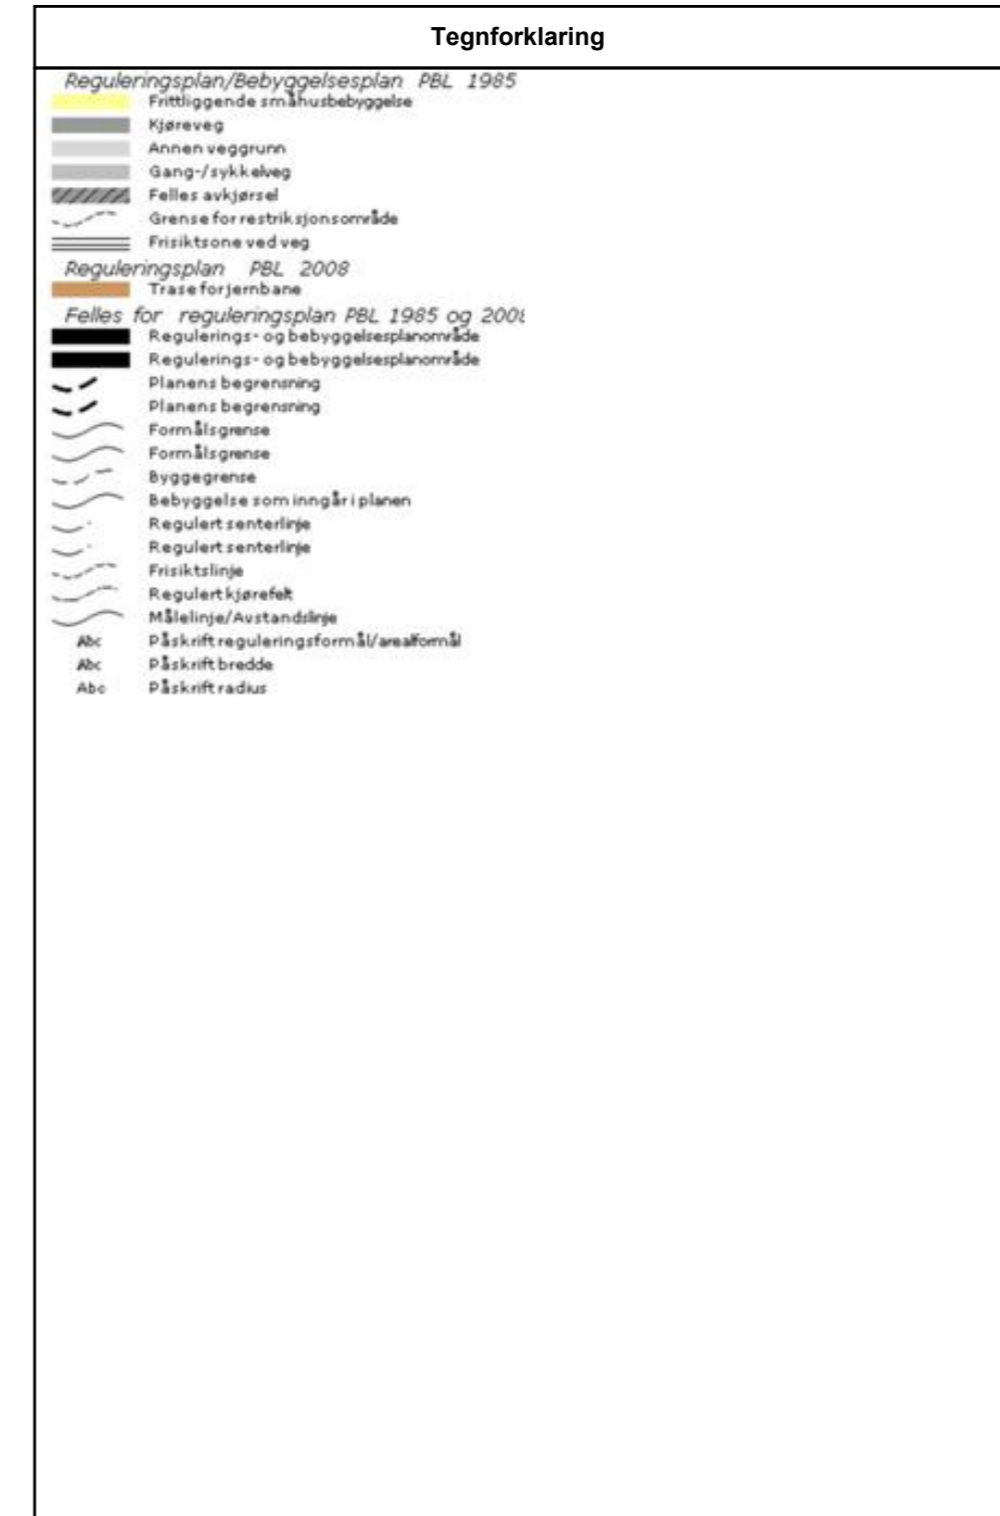 Tegnforklaring
Reguleringsplan/Bebyggelsesplan PBL 1985
Frittliggende småhusbebyggelse
Kjøreveg
Annen veggrunn
Gang-/sykkelveg
Felles avkjørsel
Grense for restriksjonsområde
Frisiktsone ved veg
Reguleringsplan PBL 2008
Trase for jernbane
Felles for reguleringsplan PBL 1985 og 2008
Regulerings- og bebyggelsesplanområde
Regulerings- og bebyggelsesplanområde
Planens begrensning
Planens begrensning
Formålsgrense
Formålsgrense
Byggegrense
Bebyggelse som inngår i planen
Regulert senterlinje
Regulert senterlinje
Frisiktslinje
Regulert kjørefelt
Målelinje/Avstandslinje
Abc Påskrift reguleringsformål/arealformål
Abc Påskrift bredde
Abc Påskrift radius